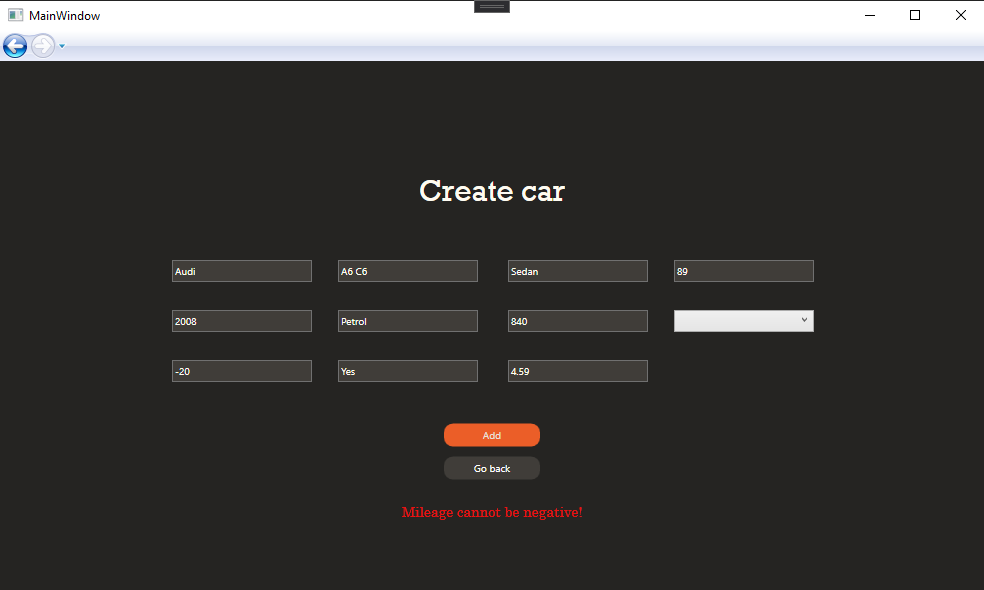 MainWindow
Create car
Audi A6 C6 Sedan 89
2008 Petrol 840
-20 Yes 4.59
Add
Go back
Mileage cannot be negative!